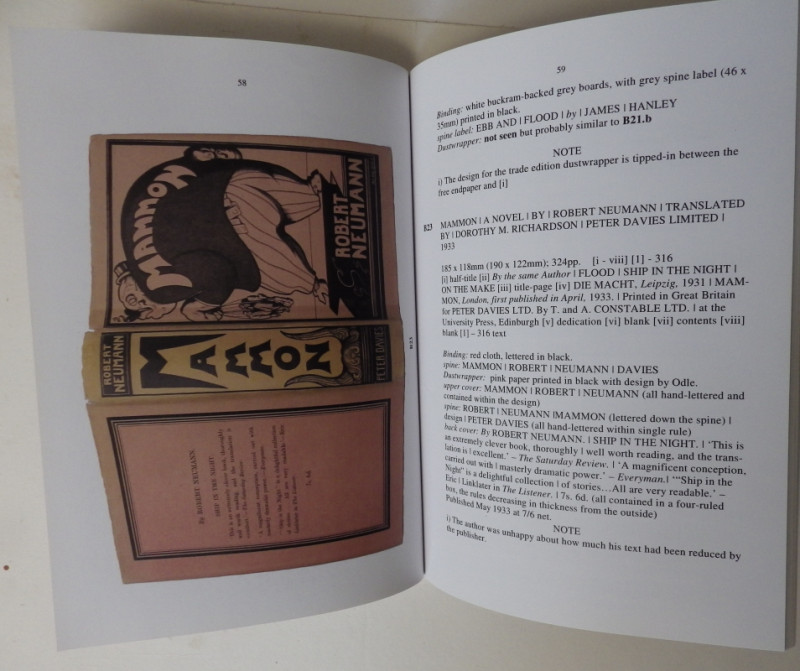 58
MAMMON
ROBERT
NEUMANN
ROBERT
NEUMANN
MAMMON
PETER DAVIES
B23
By ROBERT NEUMANN.
SHIP IN THE NIGHT.
7s. 6d.
59
Binding: white buckram-backed grey boards, with grey spine label (46 x
35mm) printed in black.
spine label: EBB AND | FLOOD | by | JAMES | HANLEY
Dustwrapper: not seen but probably similar to B21.b
NOTE
i) The design for the trade edition dustwrapper is tipped-in between the
free endpaper and [i]
B23 MAMMON | A NOVEL | BY | ROBERT NEUMANN | TRANSLATED
BY | DOROTHY M. RICHARDSON | PETER DAVIES LIMITED |
1933
185 x 118mm (190 x 122mm); 324pp. [i - viii] [1] - 316
[i] half-title [ii] By the same Author | FLOOD | SHIP IN THE NIGHT |
ON THE MAKE [iii] title-page [iv] DIE MACHT, Leipzig, 1931 | MAM-
MON, London, first published in April, 1933. | Printed in Great Britain
for PETER DAVIES LTD. By T. and A. CONSTABLE LTD. | at the
University Press, Edinburgh [v] dedication [vi] blank [vii] contents [viii]
blank [1] - 316 text
Binding: red cloth, lettered in black.
spine: MAMMON | ROBERT | NEUMANN | DAVIES
Dustwrapper: pink paper printed in black with design by Odle.
upper cover: MAMMON | ROBERT | NEUMANN (all hand-lettered and
contained within the design)
spine: ROBERT | NEUMANN |MAMMON (lettered down the spine) |
design | PETER DAVIES (all hand-lettered within single rule)
back cover: By ROBERT NEUMANN. | SHIP IN THE NIGHT. | 'This is
an extremely clever book, thoroughly | well worth reading, and the trans-
lation is | excellent.' – The Saturday Review. | 'A magnificent conception,
carried out with | masterly dramatic power.' – Everyman.| '"Ship in the
Night" is a delightful collection | of stories...All are very readable.' –
Eric | Linklater in The Listener. | 7s. 6d. (all contained in a four-ruled
box, the rules decreasing in thickness from the outside)
Published May 1933 at 7/6 net.
NOTE
i) The author was unhappy about how much his text had been reduced by
the publisher.